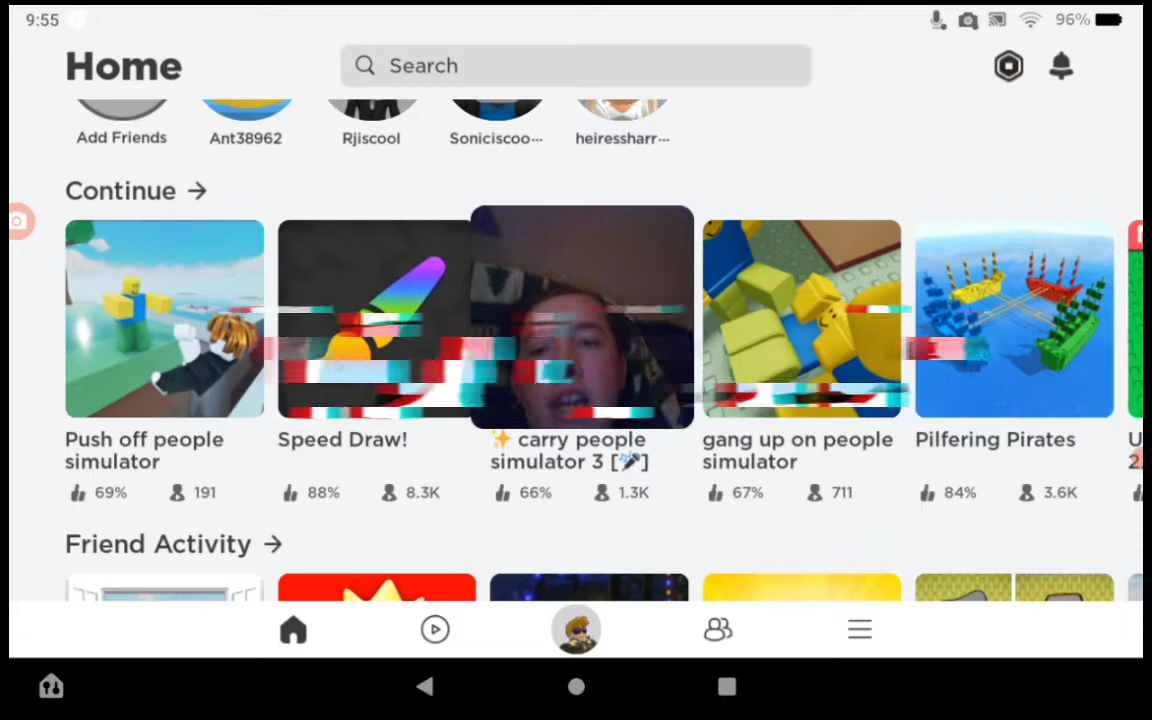 9:55
96%
Home
Search
Add Friends
Ant38962
Rjiscool
Soniciscoo···
heiressharr···
Continue →
Push off people
simulator
69% 191
Speed Draw!
88% 8.3K
✨ carry people
simulator 3 [🎤]
66% 1.3K
gang up on people
simulator
67% 711
Pilfering Pirates
84% 3.6K
U
2
Friend Activity →